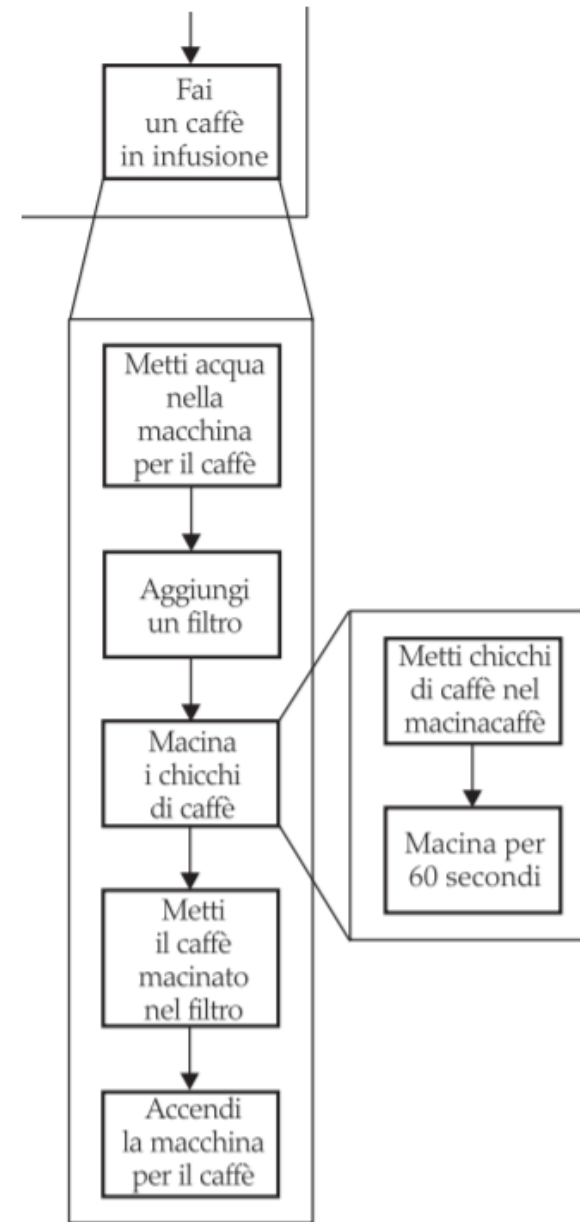 Fai
un caffè
in infusione
Metti acqua
nella
macchina
per il caffè
Aggiungi
un filtro
Macina
i chicchi
di caffè
Metti chicchi
di caffè nel
macinacaffè
Macina per
60 secondi
Metti
il caffè
macinato
nel filtro
Accendi
la macchina
per il caffè